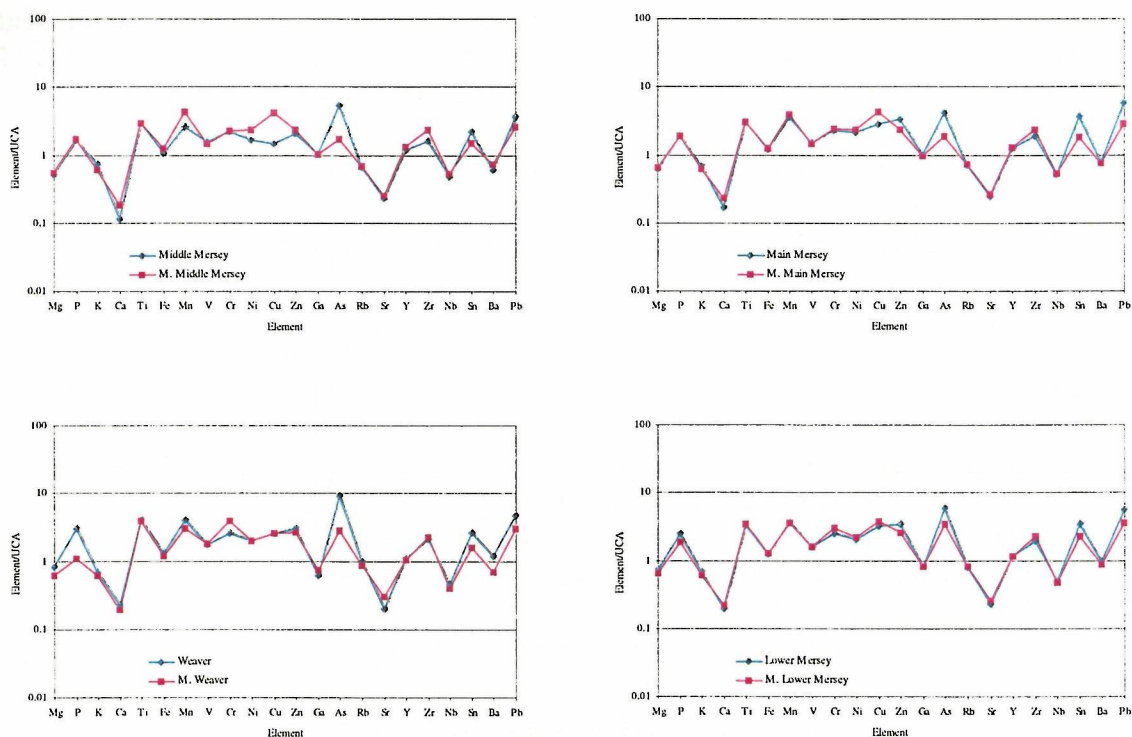 100
10
1
0.1
0.01
Element/UCA
Middle Mersey
M. Middle Mersey
Mg P K Ca Ti Fe Mn V Cr Ni Cu Zn Ga As Rb Sr Y Zr Nb Sn Ba Pb
Element
100
10
1
0.1
0.01
Element/UCA
Main Mersey
M. Main Mersey
Mg P K Ca Ti Fe Mn V Cr Ni Cu Zn Ga As Rb Sr Y Zr Nb Sn Ba Pb
Element
100
10
1
0.1
0.01
Element/UCA
Weaver
M. Weaver
Mg P K Ca Ti Fe Mn V Cr Ni Cu Zn Ga As Rb Sr Y Zr Nb Sn Ba Pb
Element
100
10
1
0.1
0.01
Element/UCA
Lower Mersey
M. Lower Mersey
Mg P K Ca Ti Fe Mn V Cr Ni Cu Zn Ga As Rb Sr Y Zr Nb Sn Ba Pb
Element